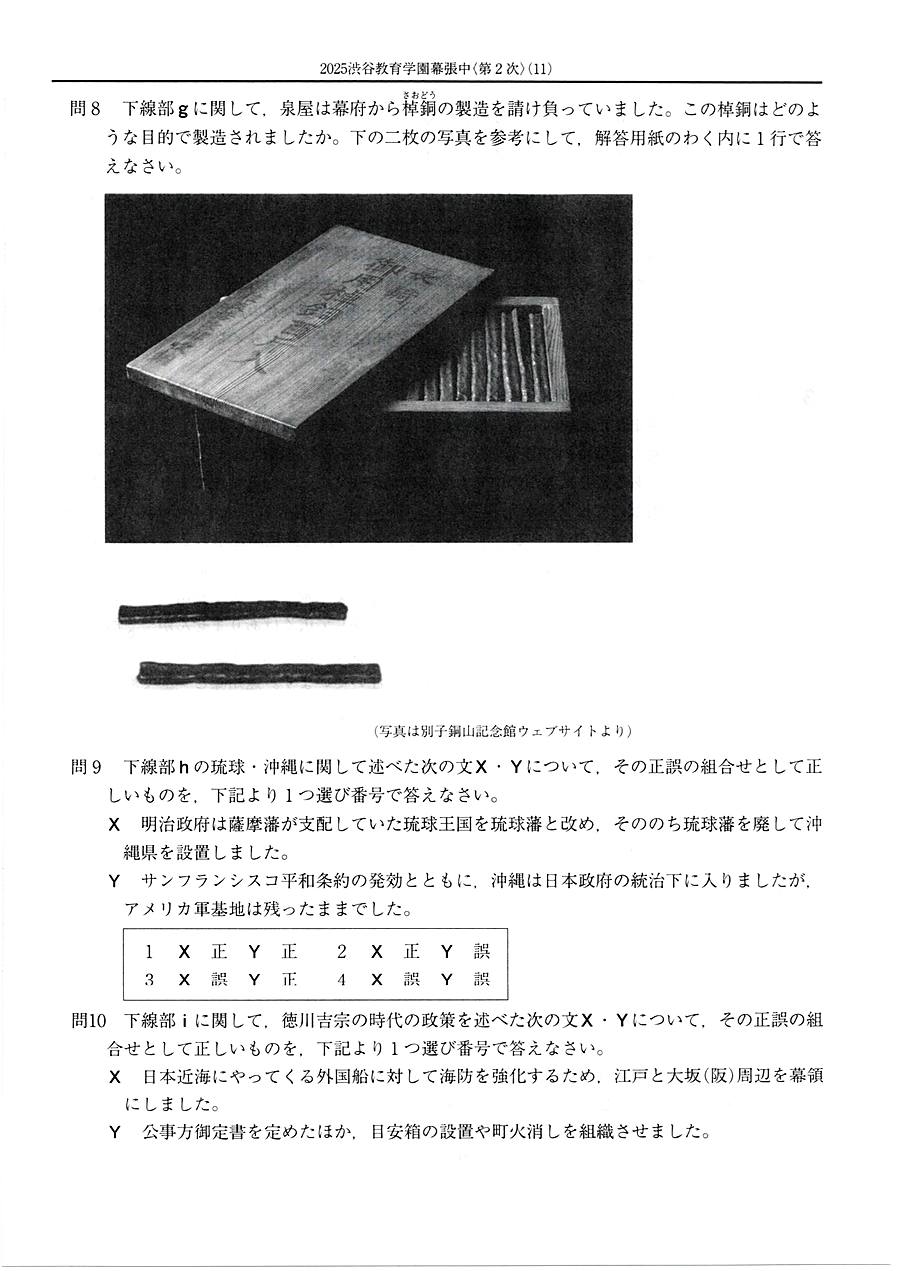 2025渋谷教育学園幕張中〈第2次〉(11)
問8 下線部gに関して，泉屋は幕府から棹銅の製造を請け負っていました。この棹銅はどのよ
さおどう
うな目的で製造されましたか。下の二枚の写真を参考にして，解答用紙のわく内に1行で答
えなさい。
(写真は別子銅山記念館ウェブサイトより)
問9 下線部hの琉球・沖縄に関して述べた次の文X・Yについて，その正誤の組合せとして正
しいものを，下記より1つ選び番号で答えなさい。
X 明治政府は薩摩藩が支配していた琉球王国を琉球藩と改め，そののち琉球藩を廃して沖
縄県を設置しました。
Y サンフランシスコ平和条約の発効とともに，沖縄は日本政府の統治下に入りましたが，
アメリカ軍基地は残ったままでした。
1 X 正 Y 正 2 X 正 Y 誤
3 X 誤 Y 正 4 X 誤 Y 誤
問10 下線部iに関して，徳川吉宗の時代の政策を述べた次の文X・Yについて，その正誤の組
合せとして正しいものを，下記より1つ選び番号で答えなさい。
X 日本近海にやってくる外国船に対して海防を強化するため，江戸と大坂(阪)周辺を幕領
にしました。
Y 公事方御定書を定めたほか，目安箱の設置や町火消しを組織させました。